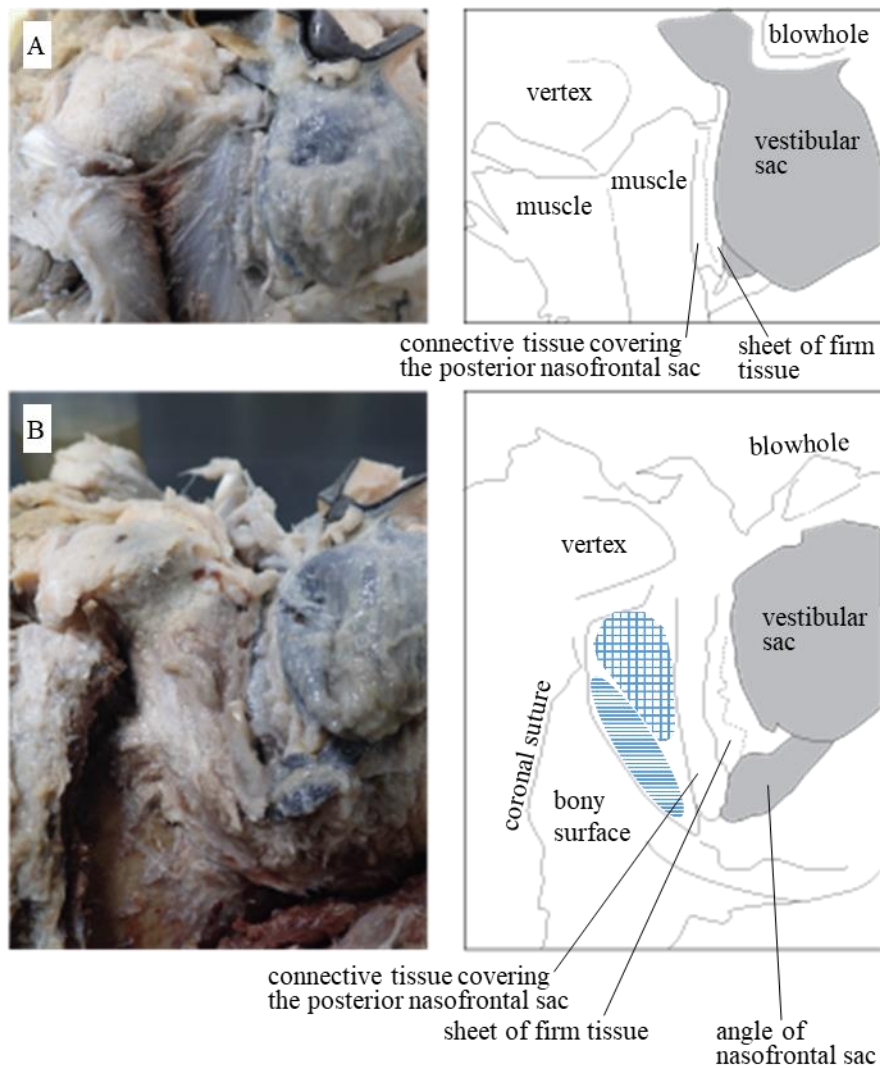 A
blowhole
vertex
vestibular
sac
muscle
muscle
connective tissue covering
the posterior nasofrontal sac
sheet of firm
tissue
B
blowhole
vertex
vestibular
sac
coronal suture
bony
surface
connective tissue covering
the posterior nasofrontal sac
sheet of firm tissue
angle of
nasofrontal sac